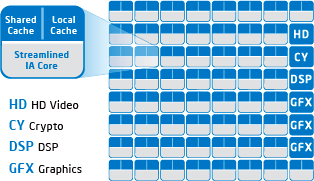 Shared Cache
Local Cache
Streamlined
IA Core
HD
CY
DSP
GFX
GFX
GFX
HD HD Video
CY Crypto
DSP DSP
GFX Graphics